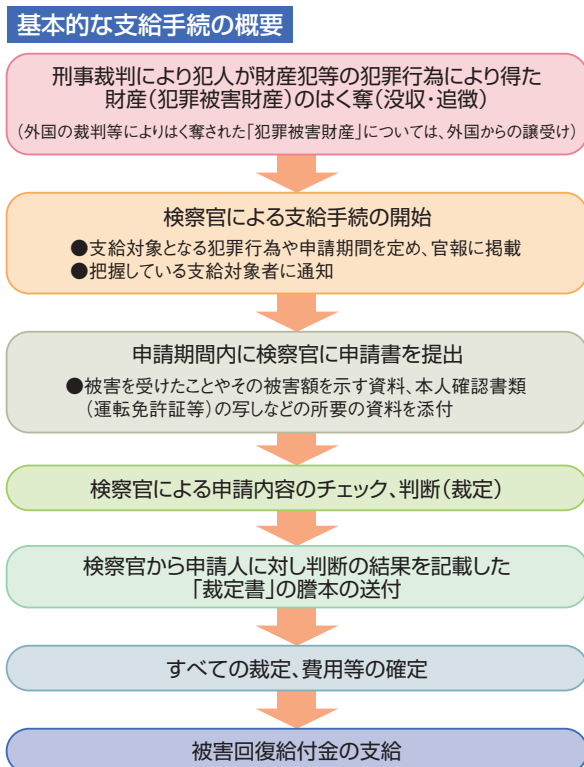 基本的な支給手続の概要
刑事裁判により犯人が財産犯等の犯罪行為により得た
財産(犯罪被害財産)のはく奪(没収・追徴)
(外国の裁判等によりはく奪された「犯罪被害財産」については、外国からの譲受け)
検察官による支給手続の開始
●支給対象となる犯罪行為や申請期間を定め、官報に掲載
●把握している支給対象者に通知
申請期間内に検察官に申請書を提出
●被害を受けたことやその被害額を示す資料、本人確認書類
(運転免許証等)の写しなどの所要の資料を添付
検察官による申請内容のチェック、判断(裁定)
検察官から申請人に対し判断の結果を記載した
「裁定書」の謄本の送付
すべての裁定、費用等の確定
被害回復給付金の支給